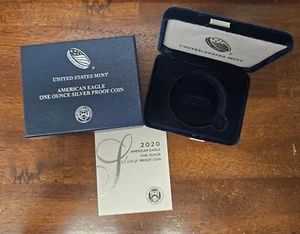 UNITED STATES MINT
AMERICAN EAGLE
ONE OUNCE SILVER PROOF COIN
UNITED STATES MINT
2020
AMERICAN EAGLE
ONE OUNCE
Silver PROOF COIN